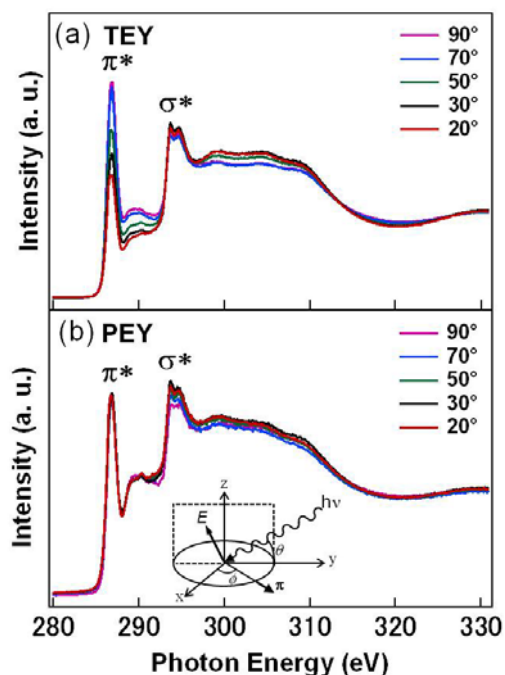 (a) TEY
π*
σ*
90°
70°
50°
30°
20°
Intensity (a. u.)
(b) PEY
π*
σ*
90°
70°
50°
30°
20°
Intensity (a. u.)
z
E
hν
θ
y
ϕ
x
π
280 290 300 310 320 330
Photon Energy (eV)